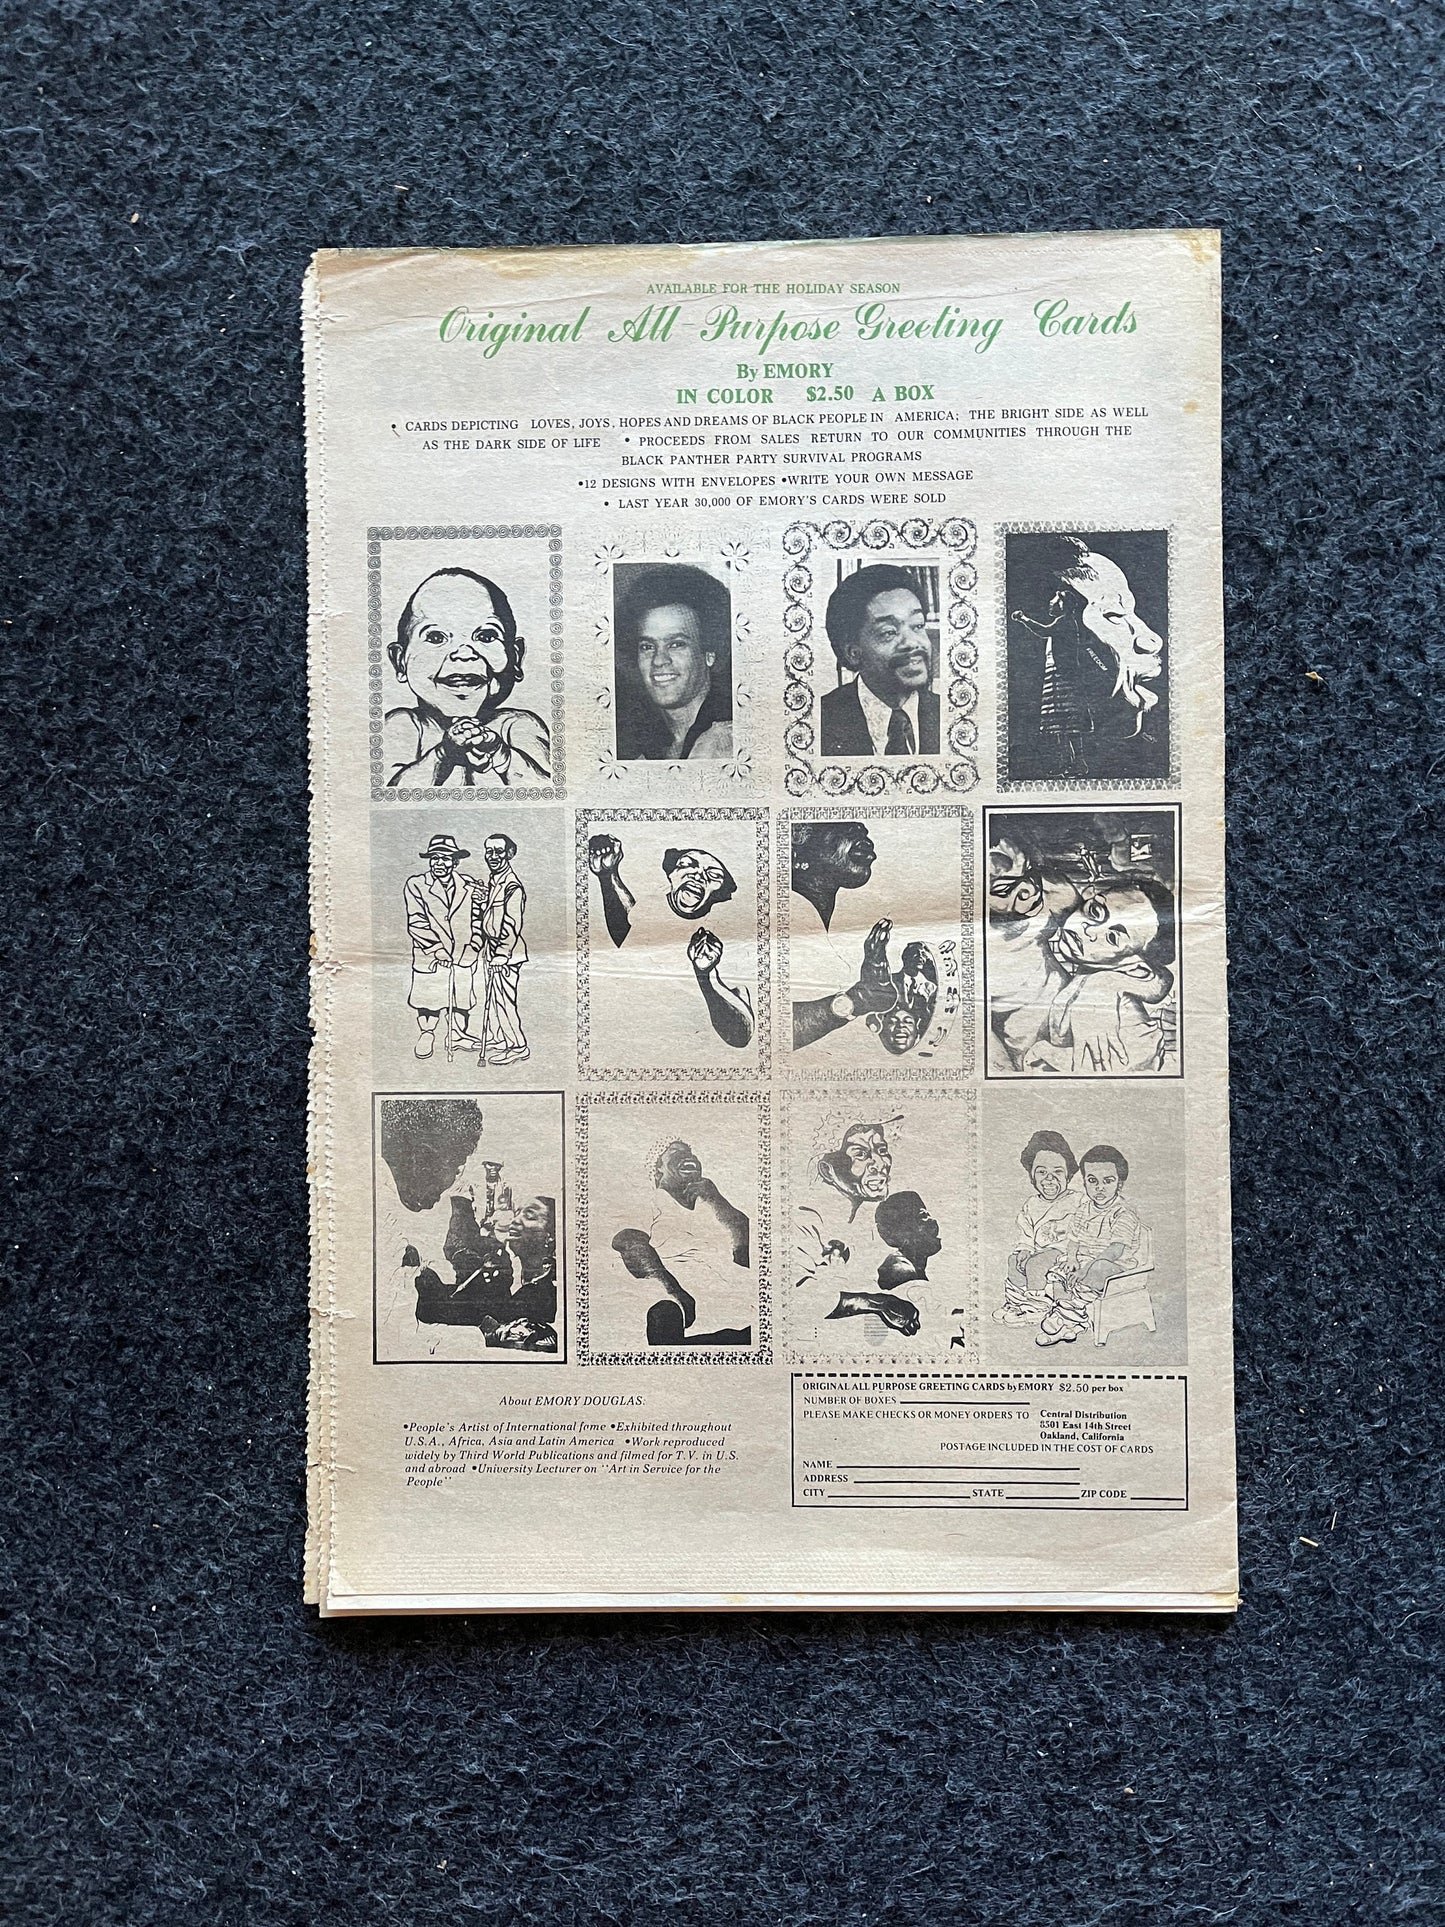 AVAILABLE FOR THE HOLIDAY SEASON
Original All-Purpose Greeting Cards
By EMORY
IN COLOR $2.50 A BOX
• CARDS DEPICTING LOVES, JOYS, HOPES AND DREAMS OF BLACK PEOPLE IN AMERICA; THE BRIGHT SIDE AS WELL
AS THE DARK SIDE OF LIFE • PROCEEDS FROM SALES RETURN TO OUR COMMUNITIES THROUGH THE
BLACK PANTHER PARTY SURVIVAL PROGRAMS
•12 DESIGNS WITH ENVELOPES •WRITE YOUR OWN MESSAGE
• LAST YEAR 30,000 OF EMORY'S CARDS WERE SOLD
FREEDOM
About EMORY DOUGLAS:
•People's Artist of International fame •Exhibited throughout
U.S.A., Africa, Asia and Latin America •Work reproduced
widely by Third World Publications and filmed for T.V. in U.S.
and abroad •University Lecturer on "Art in Service for the
People"
ORIGINAL ALL PURPOSE GREETING CARDS by EMORY $2.50 per box
NUMBER OF BOXES
PLEASE MAKE CHECKS OR MONEY ORDERS TO Central Distribution
8501 East 14th Street
Oakland, California
POSTAGE INCLUDED IN THE COST OF CARDS
NAME
ADDRESS
CITY STATE ZIP CODE